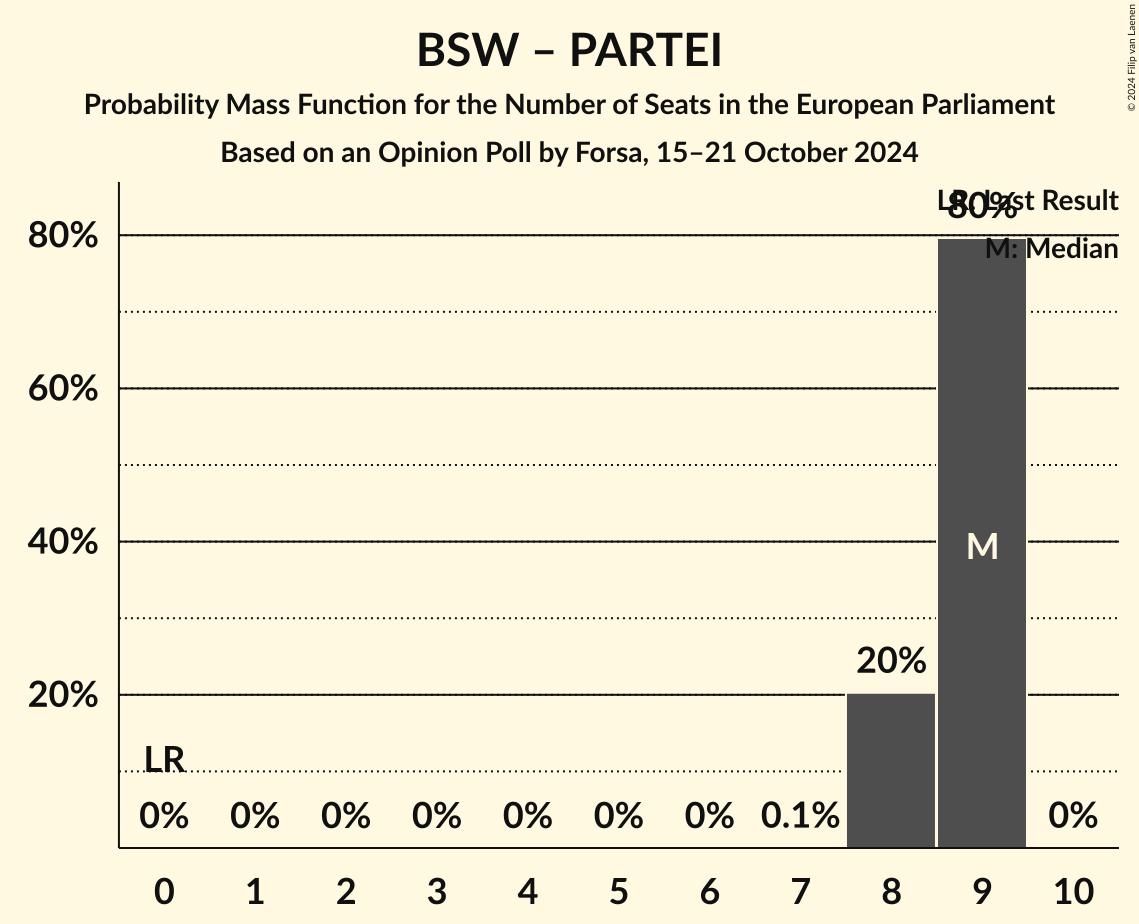 BSW – PARTEI
Probability Mass Function for the Number of Seats in the European Parliament
Based on an Opinion Poll by Forsa, 15–21 October 2024
© 2024 Filip van Laenen
LR: Last Result
M: Median
80%
80%
60%
40%
20%
LR
0%
0%
0%
0%
0%
0%
0%
0.1%
20%
M
0%
0 1 2 3 4 5 6 7 8 9 10